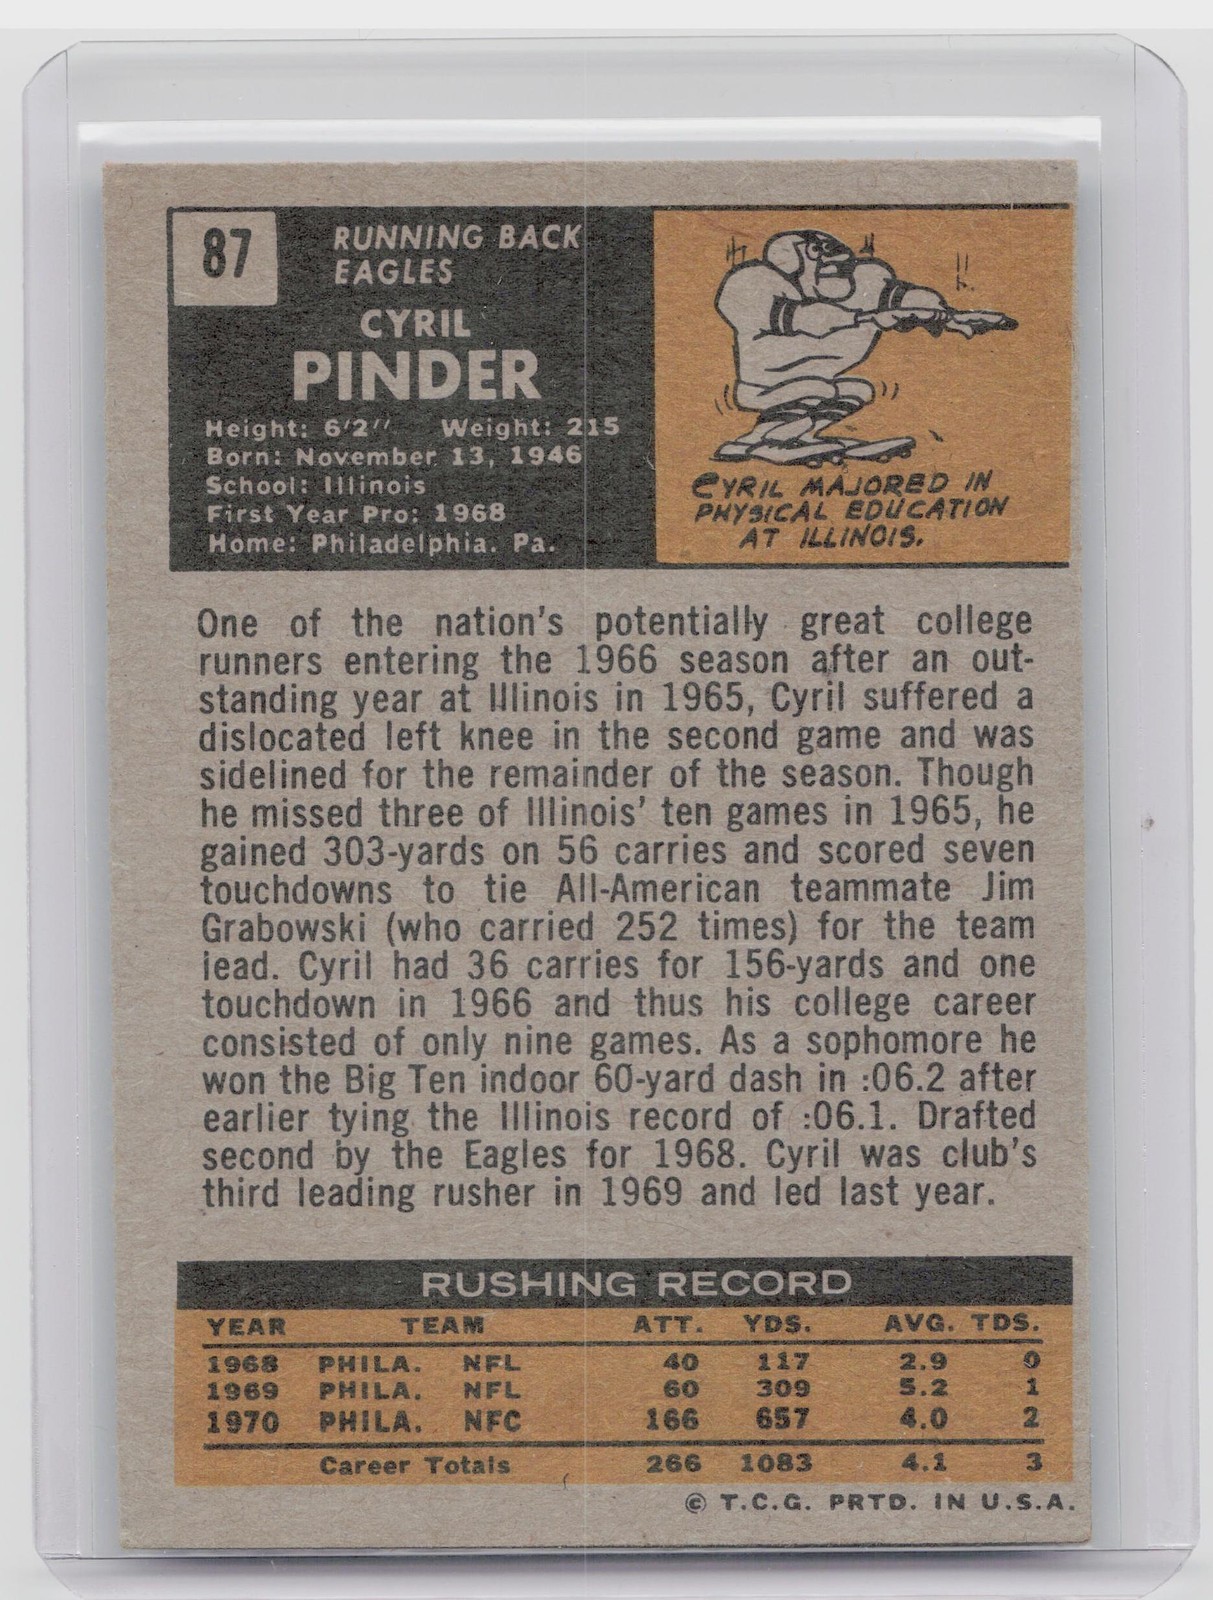 87
RUNNING BACK
EAGLES
CYRIL
PINDER
Height: 6'2" Weight: 215
Born: November 13, 1946
School: Illinois
First Year Pro: 1968
Home: Philadelphia. Pa.
CYRIL MAJORED IN
PHYSICAL EDUCATION
AT ILLINOIS.
One of the nation's potentially great college
runners entering the 1966 season after an out-
standing year at Illinois in 1965, Cyril suffered a
dislocated left knee in the second game and was
sidelined for the remainder of the season. Though
he missed three of Illinois' ten games in 1965, he
gained 303-yards on 56 carries and scored seven
touchdowns to tie All-American teammate Jim
Grabowski (who carried 252 times) for the team
lead. Cyril had 36 carries for 156-yards and one
touchdown in 1966 and thus his college career
consisted of only nine games. As a sophomore he
won the Big Ten indoor 60-yard dash in :06.2 after
earlier tying the Illinois record of :06.1. Drafted
second by the Eagles for 1968. Cyril was club's
third leading rusher in 1969 and led last year.
RUSHING RECORD
YEAR TEAM ATT. YDS. AVG. TDS.
1968 PHILA. NFL 40 117 2.9 0
1969 PHILA. NFL 60 309 5.2 1
1970 PHILA. NFC 166 657 4.0 2
Career Totals 266 1083 4.1 3
© T.C.G. PRTD. IN U.S.A.